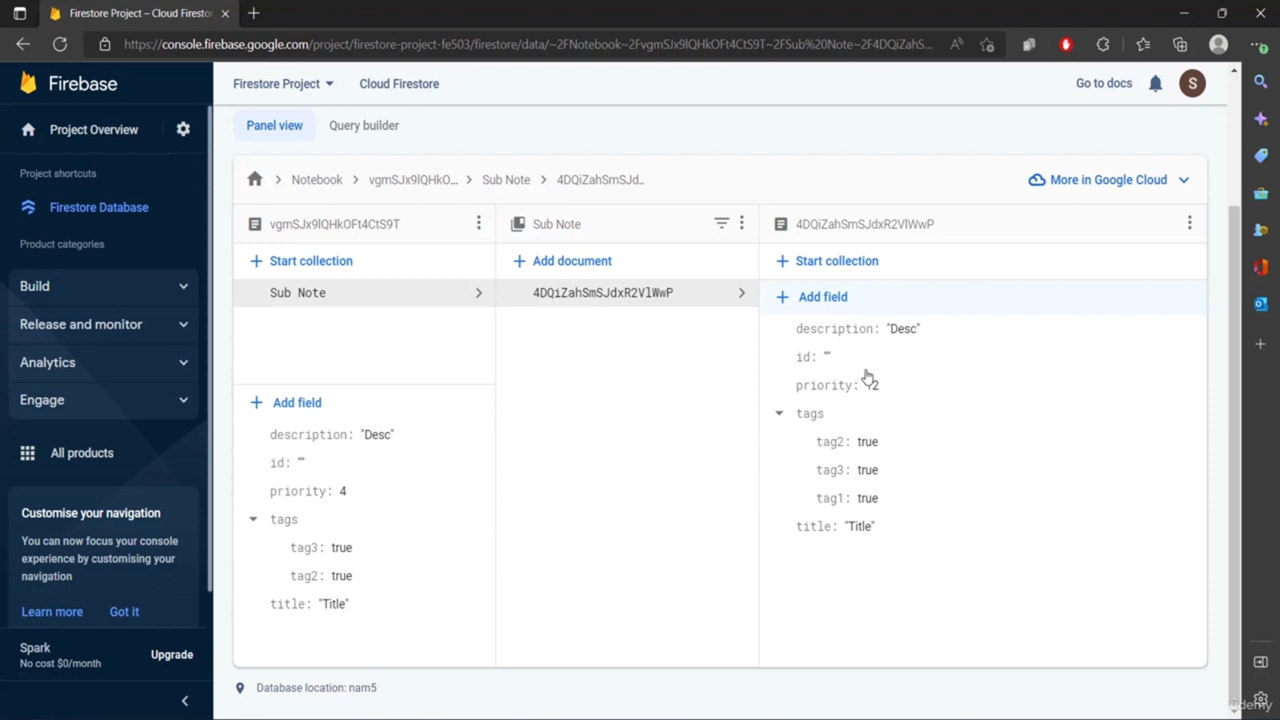 Firestore Project – Cloud Firesto
https://console.firebase.google.com/project/firestore-project-fe503/firestore/data/~2FNotebook~2FvgmSJx9lQHkOFt4CtS9T~2FSub%20Note~2F4DQiZahS...
Firebase
Firestore Project
Cloud Firestore
Go to docs
S
Project Overview
Panel view
Query builder
Project shortcuts
Firestore Database
Product categories
Build
Release and monitor
Analytics
Engage
All products
Customise your navigation
You can now focus your console
experience by customising your
navigation
Learn more
Got it
Spark
No cost $0/month
Upgrade
Notebook
vgmSJx9lQHkO...
Sub Note
4DQiZahSmSJd..
More in Google Cloud
vgmSJx9lQHkOFt4CtS9T
Start collection
Sub Note
Add field
description: "Desc"
id: ""
priority: 4
tags
tag3: true
tag2: true
title: "Title"
Sub Note
Add document
4DQiZahSmSJdxR2VlWwP
4DQiZahSmSJdxR2VlWwP
Start collection
Add field
description: "Desc"
id: ""
priority: 2
tags
tag2: true
tag3: true
tag1: true
title: "Title"
Database location: nam5